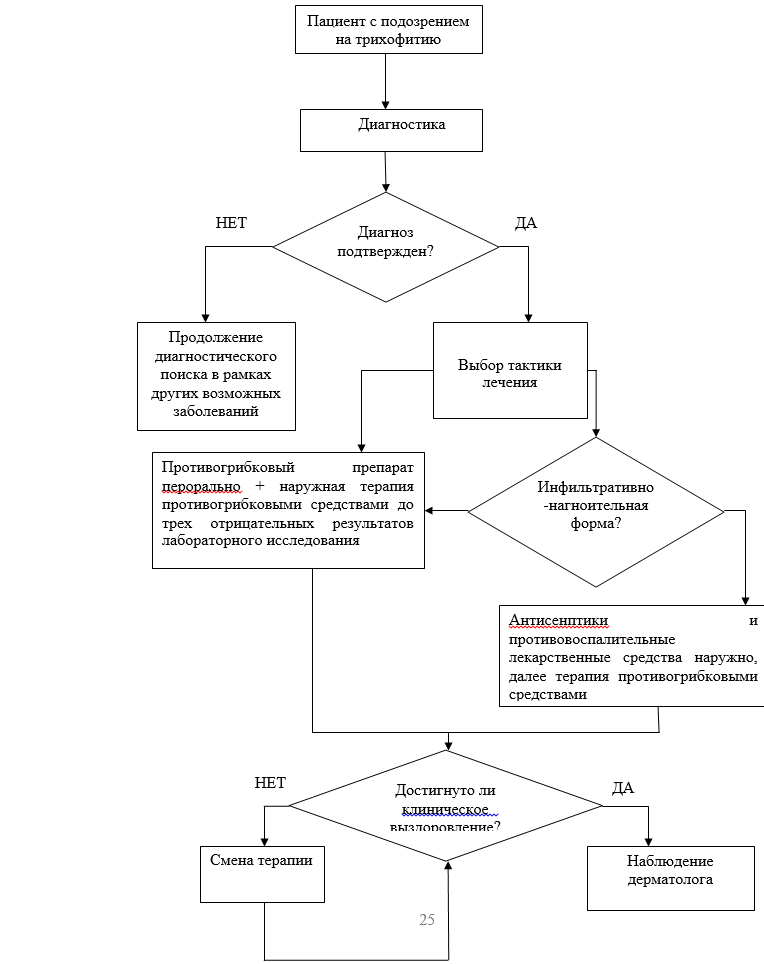 Пациент с подозрением
на трихофитию
Диагностика
НЕТ
ДА
Диагноз
подтвержден?
Продолжение
диагностического
поиска в рамках
других возможных
заболеваний
Выбор тактики
лечения
Противогрибковый препарат
перорально + наружная терапия
противогрибковыми средствами до
трех отрицательных результатов
лабораторного исследования
Инфильтративно
-нагноительная
форма?
Антисенптики и
противовоспалительные
лекарственные средства наружно,
далее терапия противогрибковыми
средствами
НЕТ
ДА
Достигнуто ли
клиническое
выздоровление?
Смена терапии
Наблюдение
дерматолога
25